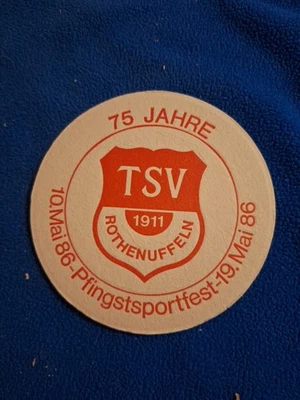 75 JAHRE
TSV
1911
ROTHENUFFELN
10.Mai 86-Pfingstsportfest-19.Mai 86